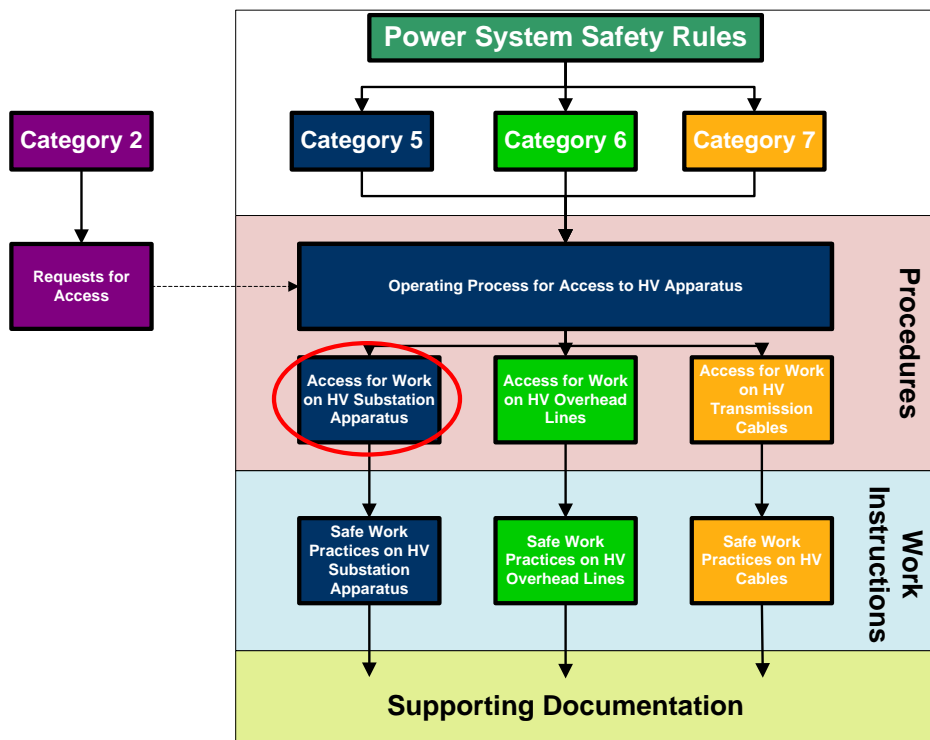 Power System Safety Rules
Category 2
Category 5
Category 6
Category 7
Requests for
Access
Operating Process for Access to HV Apparatus
Procedures
Access for Work
on HV Substation
Apparatus
Access for Work
on HV Overhead
Lines
Access for Work
on HV
Transmission
Cables
Work
Instructions
Safe Work
Practices on HV
Substation
Apparatus
Safe Work
Practices on HV
Overhead Lines
Safe Work
Practices on HV
Cables
Supporting Documentation